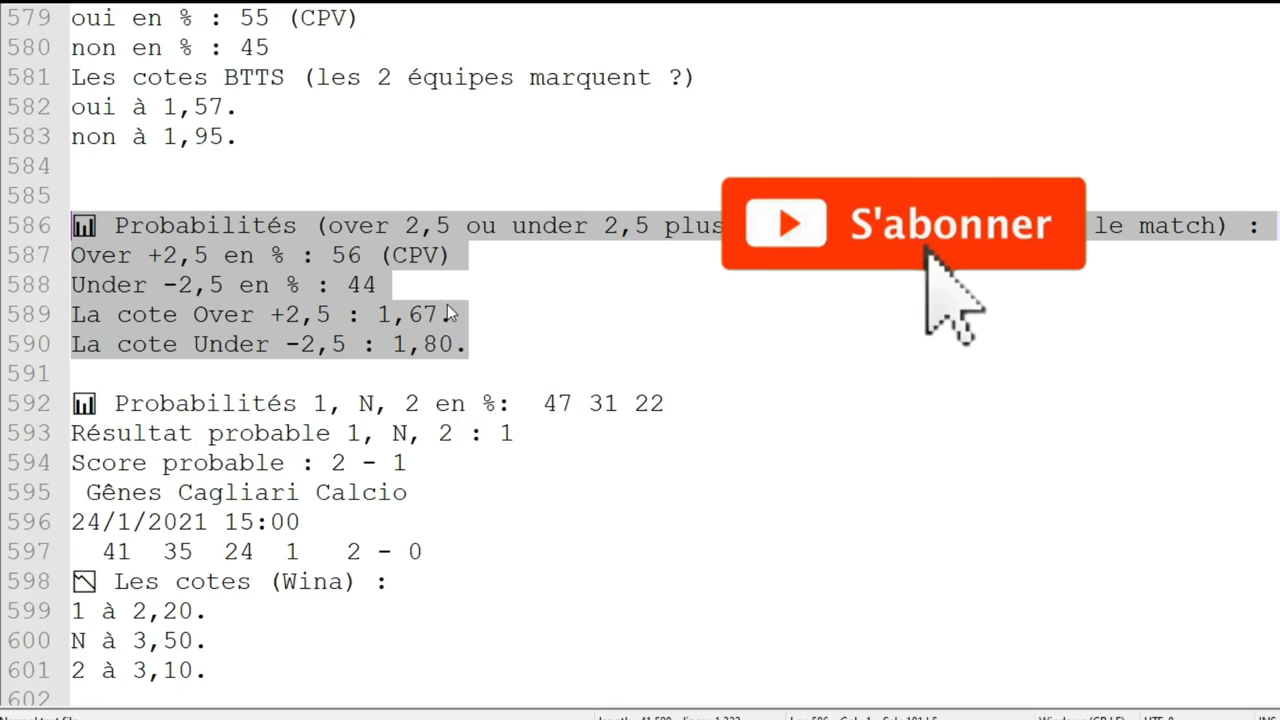 579 oui en % : 55 (CPV)
580 non en % : 45
581 Les cotes BTTS (les 2 équipes marquent ?)
582 oui à 1,57.
583 non à 1,95.
584
585
586 📊 Probabilités (over 2,5 ou under 2,5 plus le match) :
S'abonner
587 Over +2,5 en % : 56 (CPV)
588 Under -2,5 en % : 44
589 La cote Over +2,5 : 1,67.
590 La cote Under -2,5 : 1,80.
591
592 📊 Probabilités 1, N, 2 en %:  47 31 22
593 Résultat probable 1, N, 2 : 1
594 Score probable : 2 - 1
595  Gênes Cagliari Calcio
596 24/1/2021 15:00
597   41  35  24  1   2 - 0
598 📉 Les cotes (Wina) :
599 1 à 2,20.
600 N à 3,50.
601 2 à 3,10.
602